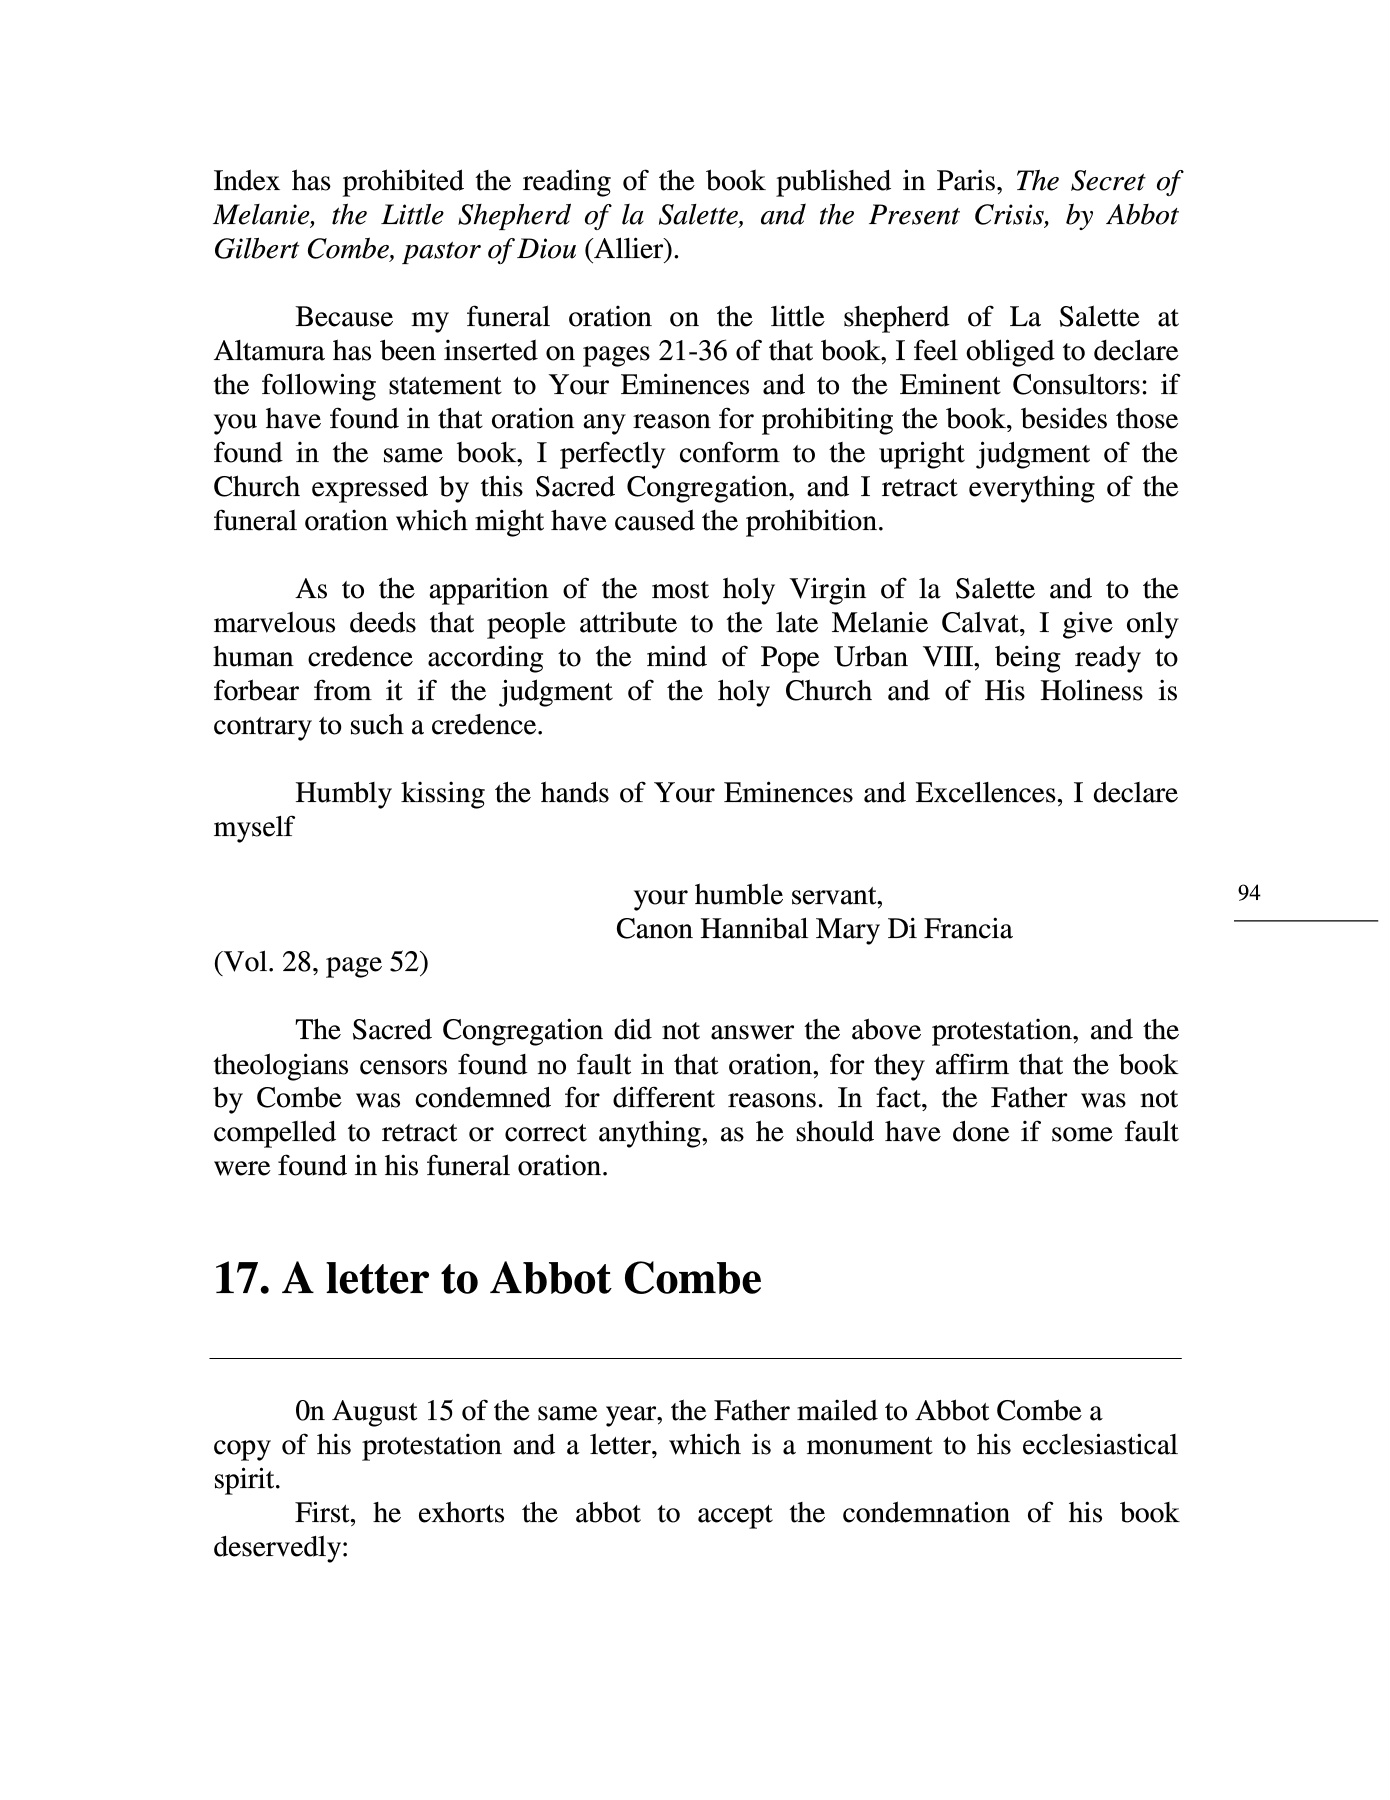 Index has prohibited the reading of the book published in Paris, The Secret of
Melanie, the Little Shepherd of la Salette, and the Present Crisis, by Abbot
Gilbert Combe, pastor of Diou (Allier).
Because my funeral oration on the little shepherd of La Salette at
Altamura has been inserted on pages 21-36 of that book, I feel obliged to declare
the following statement to Your Eminences and to the Eminent Consultors: if
you have found in that oration any reason for prohibiting the book, besides those
found in the same book, I perfectly conform to the upright judgment of the
Church expressed by this Sacred Congregation, and I retract everything of the
funeral oration which might have caused the prohibition.
As to the apparition of the most holy Virgin of la Salette and to the
marvelous deeds that people attribute to the late Melanie Calvat, I give only
human credence according to the mind of Pope Urban VIII, being ready to
forbear from it if the judgment of the holy Church and of His Holiness is
contrary to such a credence.
Humbly kissing the hands of Your Eminences and Excellences, I declare
myself
your humble servant,
94
Canon Hannibal Mary Di Francia
(Vol. 28, page 52)
The Sacred Congregation did not answer the above protestation, and the
theologians censors found no fault in that oration, for they affirm that the book
by Combe was condemned for different reasons. In fact, the Father was not
compelled to retract or correct anything, as he should have done if some fault
were found in his funeral oration.
17. A letter to Abbot Combe
0n August 15 of the same year, the Father mailed to Abbot Combe a
copy of his protestation and a letter, which is a monument to his ecclesiastical
spirit.
First, he exhorts the abbot to accept the condemnation of his book
deservedly: